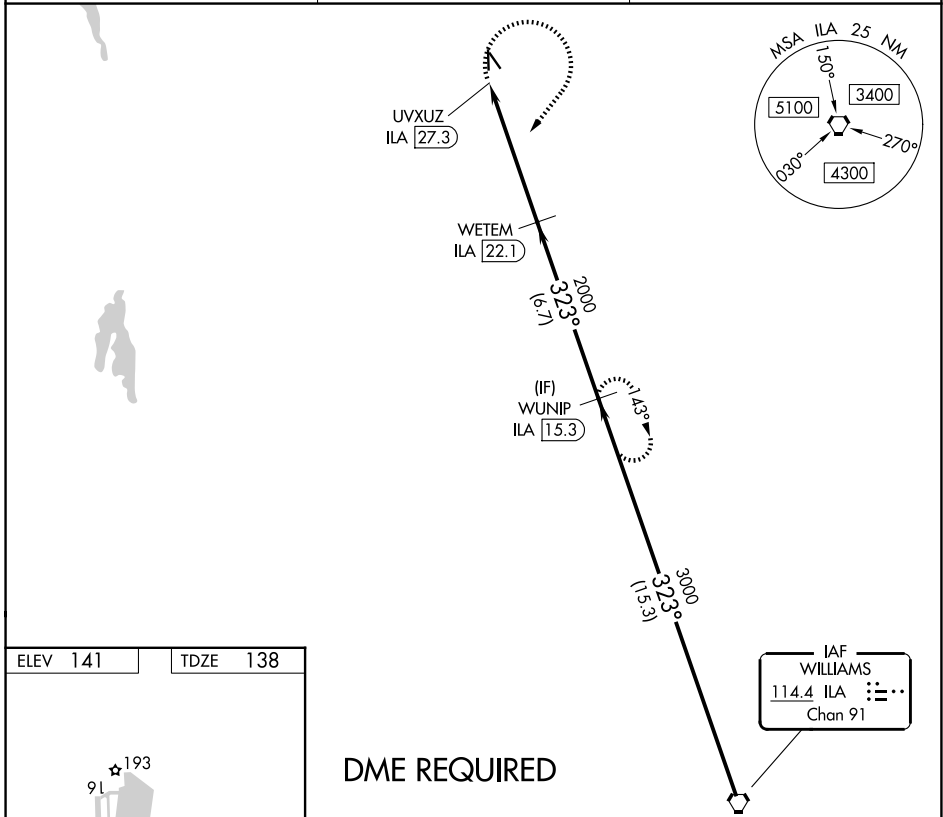 MSA ILA 25 NM
150°
5100
3400
270°
030°
4300
UVXUZ
ILA 27.3
WETEM
ILA 22.1
2000
323°
(6.7)
(IF)
WUNIP
ILA 15.3
143°
3000
323°
(15.3)
IAF
WILLIAMS
114.4 ILA
Chan 91
ELEV 141
TDZE 138
193
16
DME REQUIRED